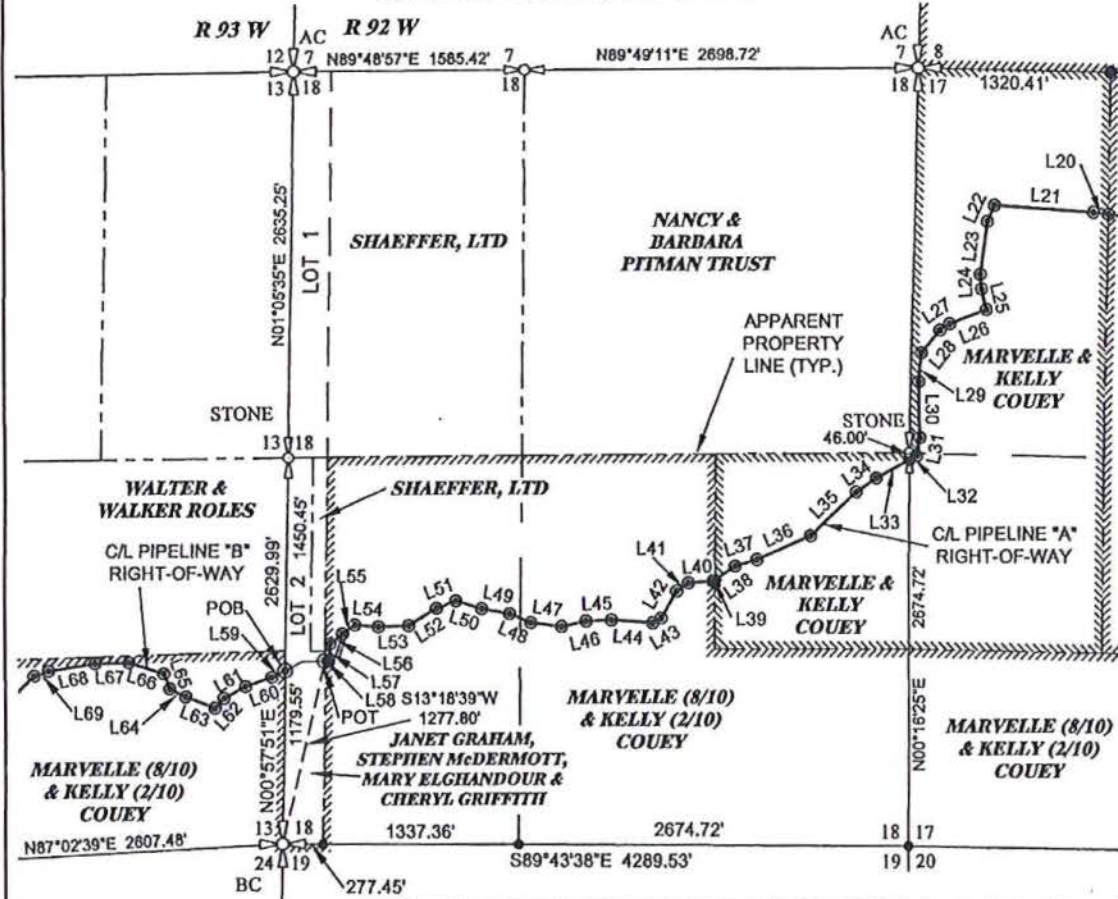 R 93 W
R 92 W
AC
12 7
13 18
N89°48'57"E 1585.42'
7
18
N89°49'11"E 2698.72'
AC
7 8
18 17
1320.41'
L20
L21
L22
L23
L24
L25
L26
L27
L28
L29
L30
L31
L32
N01°05'35"E 2635.25'
LOT 1
SHAEFFER, LTD
NANCY &
BARBARA
PITMAN TRUST
APPARENT
PROPERTY
LINE (TYP.)
MARVELLE &
KELLY
COUEY
STONE
13 18
STONE
46.00'
WALTER &
WALKER ROLES
SHAEFFER, LTD
C/L PIPELINE "B"
RIGHT-OF-WAY
2629.99'
LOT 2
1450.45'
L33
L34
L35
L36
L37
L38
L39
C/L PIPELINE "A"
RIGHT-OF-WAY
MARVELLE &
KELLY
COUEY
2674.72'
L40
L41
L42
L43
L44
L45
L46
L47
L48
L49
L50
L51
L52
L53
L54
L55
L56
L57
L58
POB
L59
L60
L61
L62
L63
L64
L65
L66
L67
L68
L69
POT
S13°18'39"W
1277.80'
1179.55'
N00°57'51"E
JANET GRAHAM,
STEPHEN McDERMOTT,
MARY ELGHANDOUR &
CHERYL GRIFFITH
MARVELLE (8/10)
& KELLY (2/10)
COUEY
MARVELLE (8/10)
& KELLY (2/10)
COUEY
N00°16'25"E
MARVELLE (8/10)
& KELLY (2/10)
COUEY
N87°02'39"E 2607.48'
13 18
24 19
BC
277.45'
1337.36'
2674.72'
S89°43'38"E 4289.53'
18 17
19 20